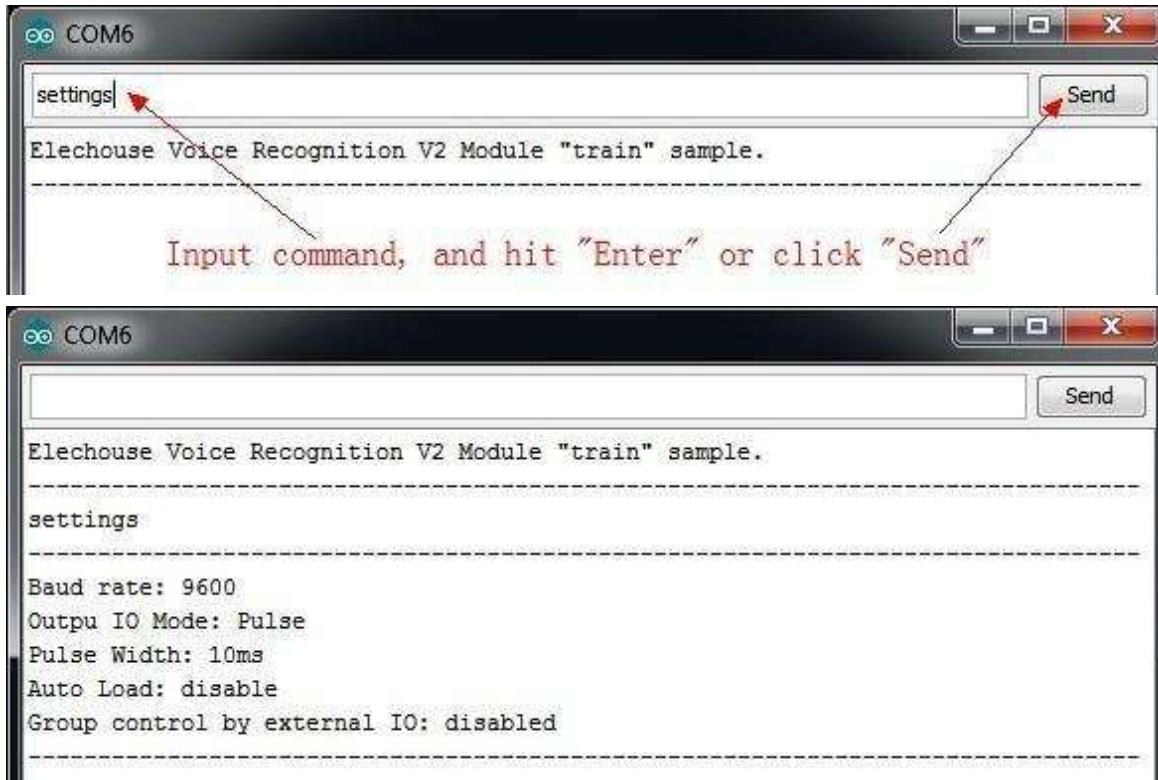 COM6
settings
Send
Elechouse Voice Recognition V2 Module "train" sample.
Input command, and hit "Enter" or click "Send"
COM6
Send
Elechouse Voice Recognition V2 Module "train" sample.
settings
Baud rate: 9600
Outpu IO Mode: Pulse
Pulse Width: 10ms
Auto Load: disable
Group control by external IO: disabled